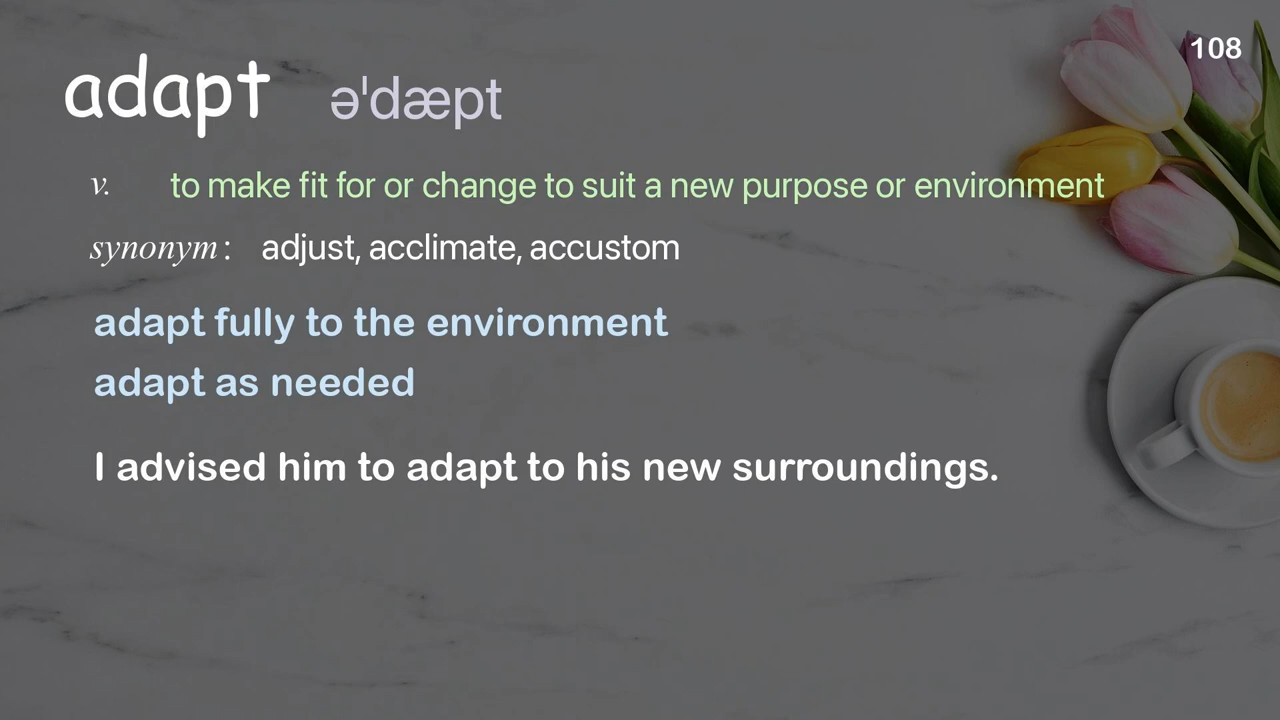 108
adapt əˈdæpt
v. to make fit for or change to suit a new purpose or environment
synonym: adjust, acclimate, accustom
adapt fully to the environment
adapt as needed
I advised him to adapt to his new surroundings.